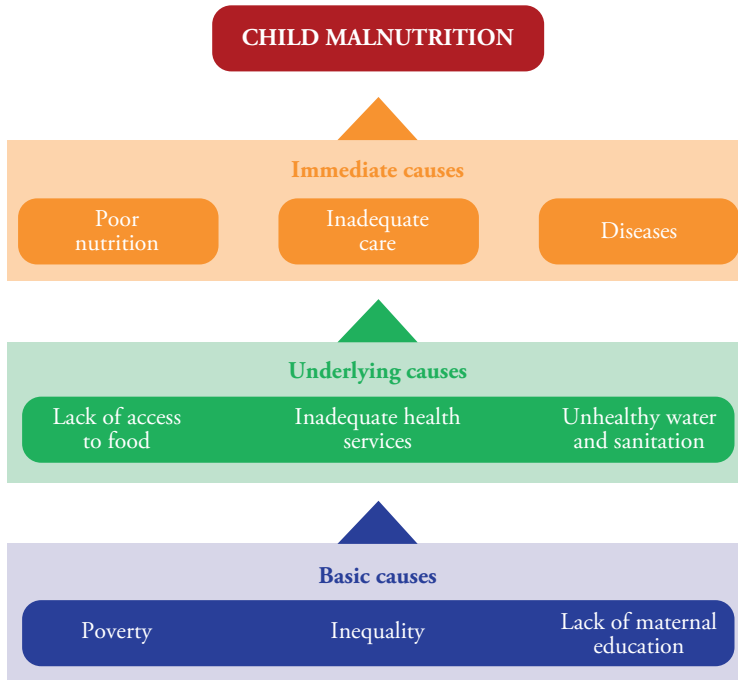 CHILD MALNUTRITION
Immediate causes
Poor
nutrition
Inadequate
care
Diseases
Underlying causes
Lack of access
to food
Inadequate health
services
Unhealthy water
and sanitation
Basic causes
Poverty
Inequality
Lack of maternal
education